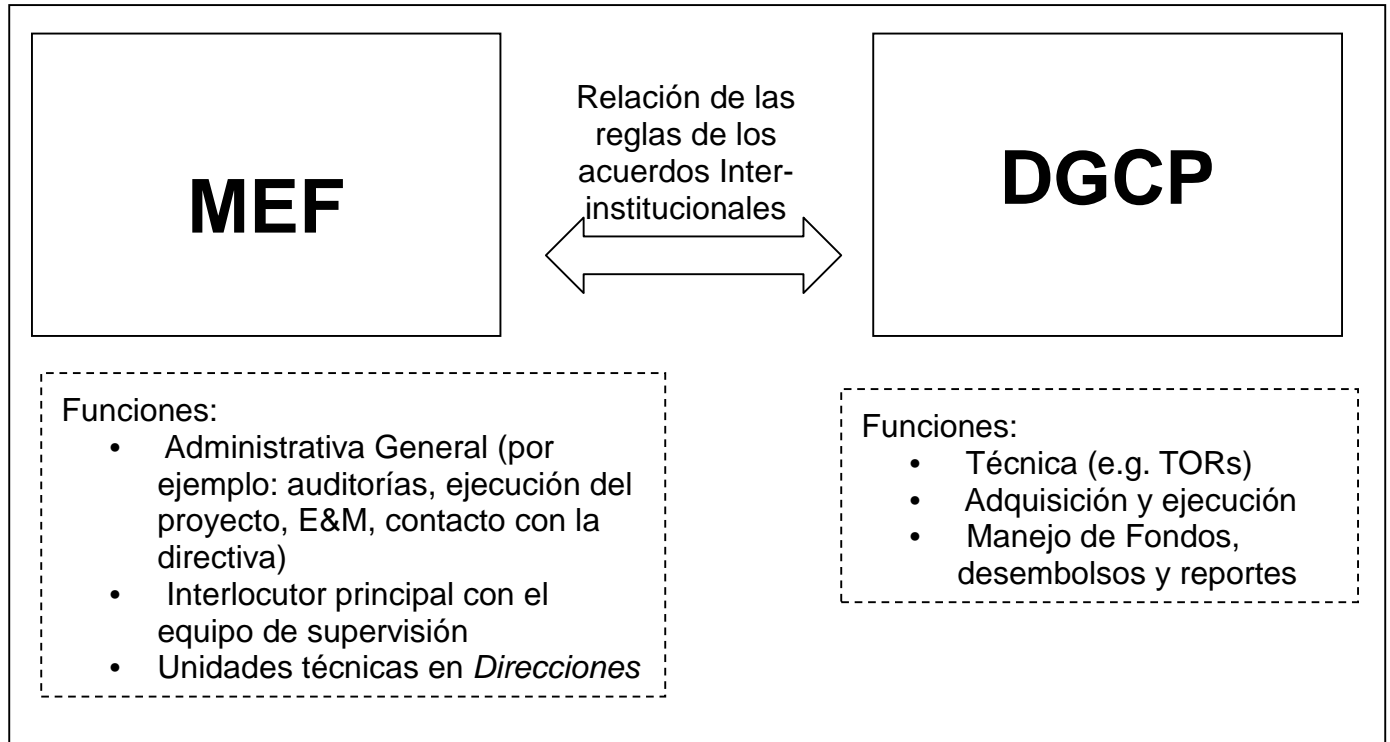 MEF
Relación de las
reglas de los
acuerdos Inter-
institucionales
DGCP
Funciones:
• Administrativa General (por
ejemplo: auditorías, ejecución del
proyecto, E&M, contacto con la
directiva)
• Interlocutor principal con el
equipo de supervisión
• Unidades técnicas en Direcciones
Funciones:
• Técnica (e.g. TORs)
• Adquisición y ejecución
• Manejo de Fondos,
desembolsos y reportes